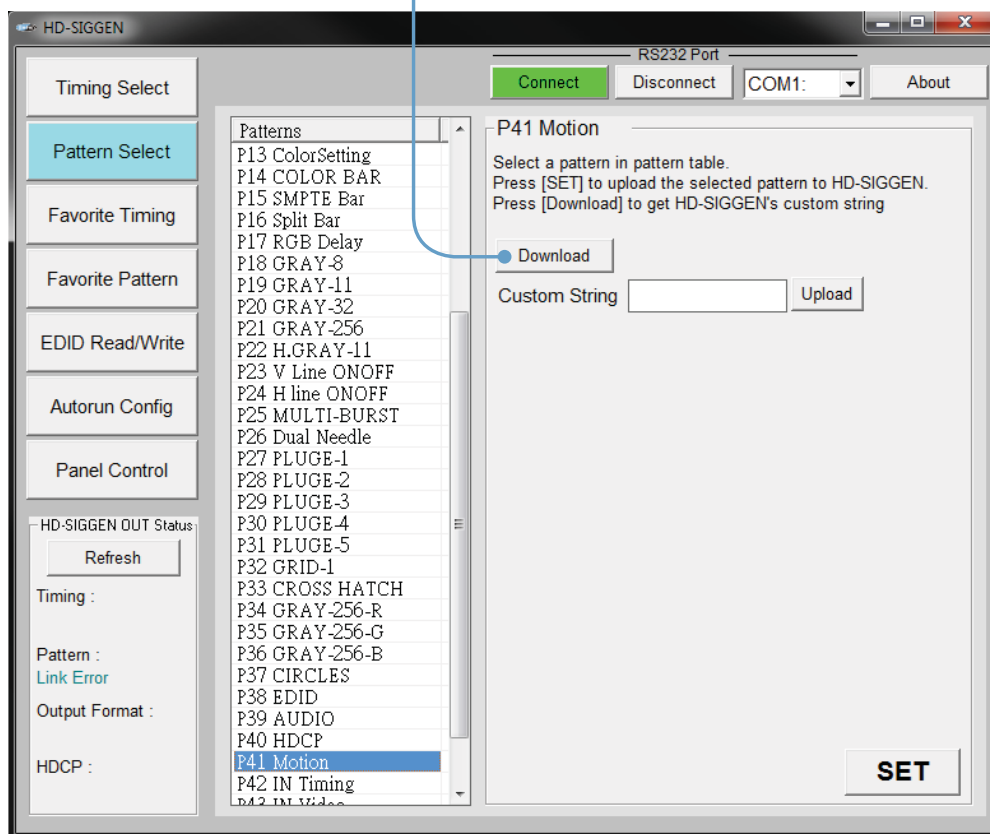 HD-SIGGEN
RS232 Port
Connect
Disconnect
COM1:
About
Timing Select
Pattern Select
Favorite Timing
Favorite Pattern
EDID Read/Write
Autorun Config
Panel Control
HD-SIGGEN OUT Status
Refresh
Timing :
Pattern :
Link Error
Output Format :
HDCP :
Patterns
P13 ColorSetting
P14 COLOR BAR
P15 SMPTE Bar
P16 Split Bar
P17 RGB Delay
P18 GRAY-8
P19 GRAY-11
P20 GRAY-32
P21 GRAY-256
P22 H.GRAY-11
P23 V Line ONOFF
P24 H line ONOFF
P25 MULTI-BURST
P26 Dual Needle
P27 PLUGE-1
P28 PLUGE-2
P29 PLUGE-3
P30 PLUGE-4
P31 PLUGE-5
P32 GRID-1
P33 CROSS HATCH
P34 GRAY-256-R
P35 GRAY-256-G
P36 GRAY-256-B
P37 CIRCLES
P38 EDID
P39 AUDIO
P40 HDCP
P41 Motion
P42 IN Timing
P43 IN Video
P41 Motion
Select a pattern in pattern table.
Press [SET] to upload the selected pattern to HD-SIGGEN.
Press [Download] to get HD-SIGGEN's custom string
Download
Custom String
Upload
SET